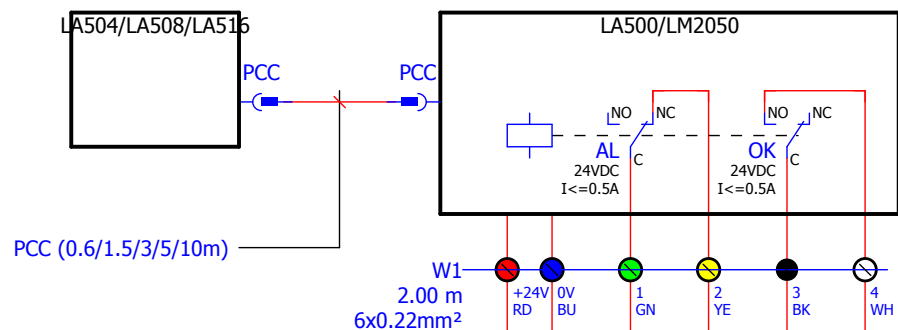 LA504/LA508/LA516
LA500/LM2050
PCC
PCC
NO
NC
NO
NC
AL
C
OK
C
24VDC
I<=0.5A
24VDC
I<=0.5A
PCC (0.6/1.5/3/5/10m)
W1
2.00 m
6x0.22mm²
+24V
RD
0V
BU
1
GN
2
YE
3
BK
4
WH